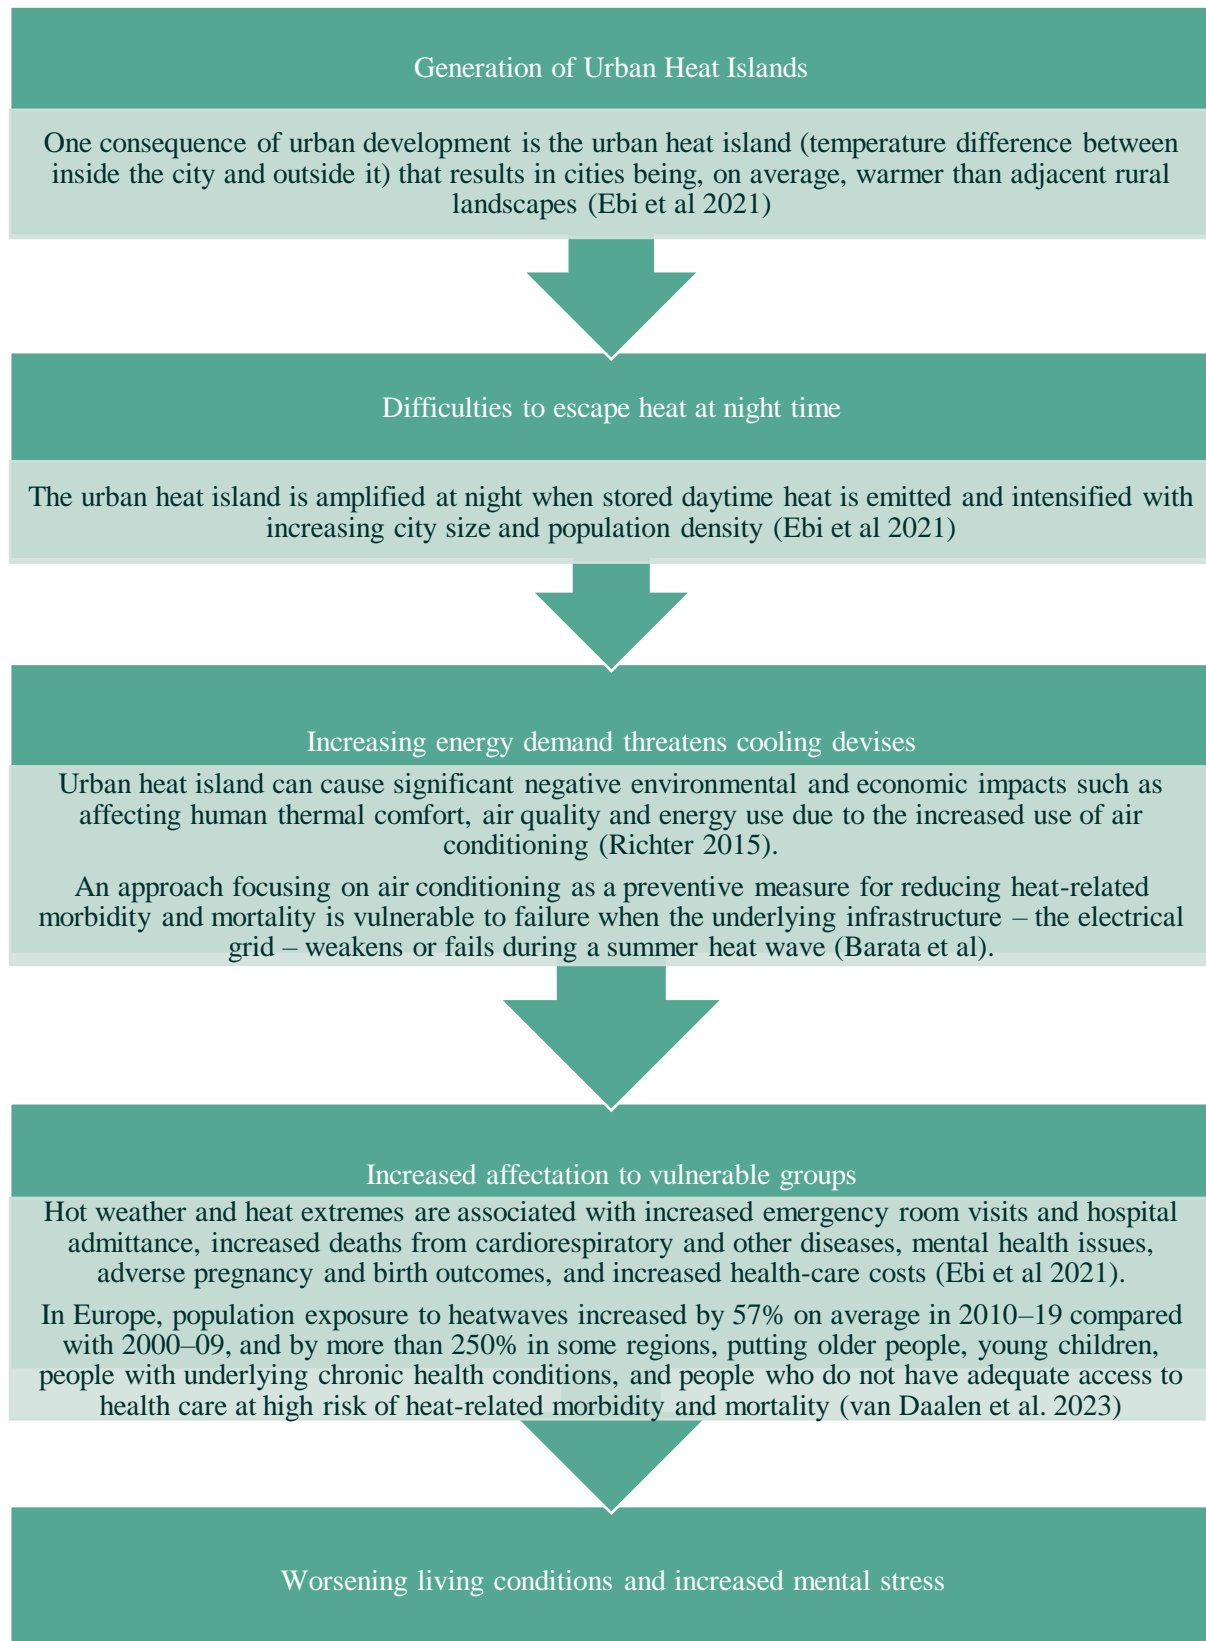 Generation of Urban Heat Islands
One consequence of urban development is the urban heat island (temperature difference between
inside the city and outside it) that results in cities being, on average, warmer than adjacent rural
landscapes (Ebi et al 2021)
Difficulties to escape heat at night time
The urban heat island is amplified at night when stored daytime heat is emitted and intensified with
increasing city size and population density (Ebi et al 2021)
Increasing energy demand threatens cooling devises
Urban heat island can cause significant negative environmental and economic impacts such as
affecting human thermal comfort, air quality and energy use due to the increased use of air
conditioning (Richter 2015).
An approach focusing on air conditioning as a preventive measure for reducing heat-related
morbidity and mortality is vulnerable to failure when the underlying infrastructure – the electrical
grid – weakens or fails during a summer heat wave (Barata et al).
Increased affectation to vulnerable groups
Hot weather and heat extremes are associated with increased emergency room visits and hospital
admittance, increased deaths from cardiorespiratory and other diseases, mental health issues,
adverse pregnancy and birth outcomes, and increased health-care costs (Ebi et al 2021).
In Europe, population exposure to heatwaves increased by 57% on average in 2010–19 compared
with 2000–09, and by more than 250% in some regions, putting older people, young children,
people with underlying chronic health conditions, and people who do not have adequate access to
health care at high risk of heat-related morbidity and mortality (van Daalen et al. 2023)
Worsening living conditions and increased mental stress